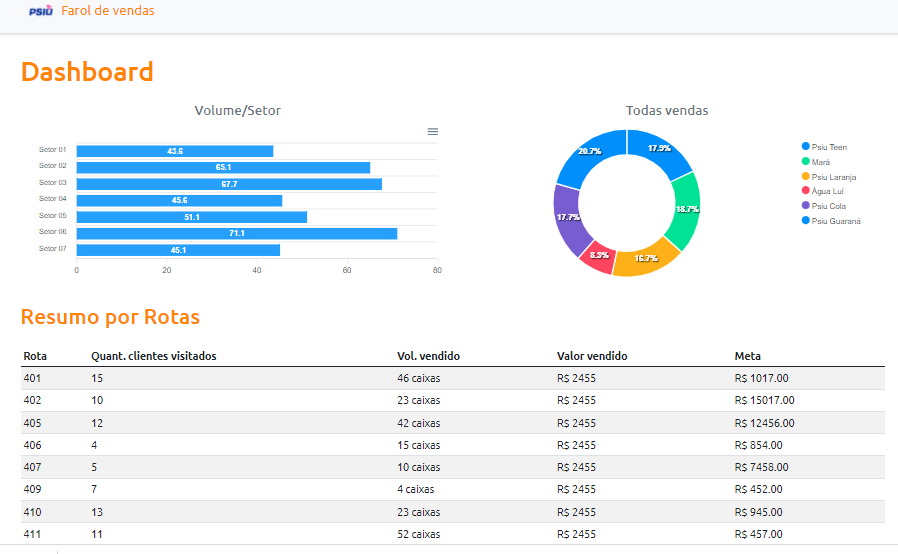 PSIÚ Farol de vendas
Dashboard
Volume/Setor
Setor 01 43.6
Setor 02 65.1
Setor 03 67.7
Setor 04 45.6
Setor 05 51.1
Setor 06 71.1
Setor 07 45.1
0 20 40 60 80
Todas vendas
20.7% 17.9%
17.7% 18.7%
8.3% 16.7%
Psiu Teen
Mará
Psiu Laranja
Água Luí
Psiu Cola
Psiu Guaraná
Resumo por Rotas
Rota Quant. clientes visitados Vol. vendido Valor vendido Meta
401 15 46 caixas R$ 2455 R$ 1017.00
402 10 23 caixas R$ 2455 R$ 15017.00
405 12 42 caixas R$ 2455 R$ 12456.00
406 4 15 caixas R$ 2455 R$ 854.00
407 5 10 caixas R$ 2455 R$ 7458.00
409 7 4 caixas R$ 2455 R$ 452.00
410 13 23 caixas R$ 2455 R$ 945.00
411 11 52 caixas R$ 2455 R$ 457.00